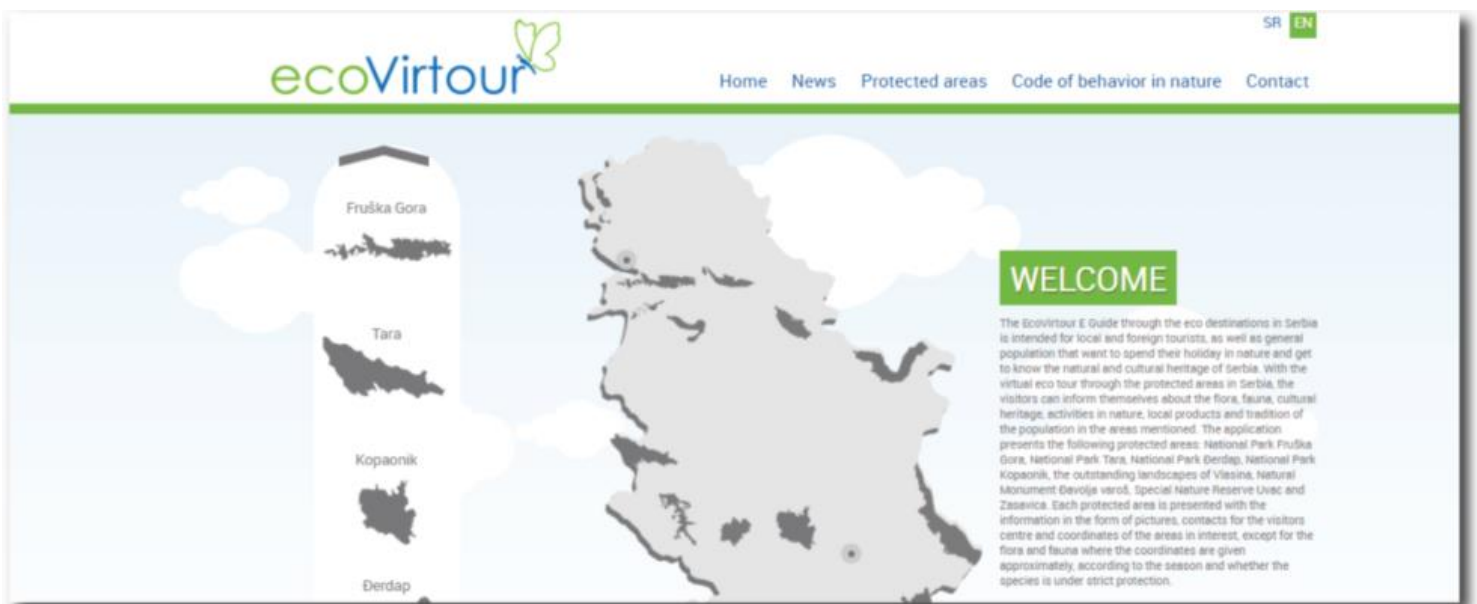 SR EN
ecoVirtour
Home News Protected areas Code of behavior in nature Contact
Fruška Gora
Tara
Kopaonik
Đerdap
WELCOME
The EcoVirtour E Guide through the eco destinations in Serbia
is intended for local and foreign tourists, as well as general
population that want to spend their holiday in nature and get
to know the natural and cultural heritage of Serbia. With the
virtual eco tour through the protected areas in Serbia, the
visitors can inform themselves about the flora, fauna, cultural
heritage, activities in nature, local products and tradition of
the population in the areas mentioned. The application
presents the following protected areas: National Park Fruška
Gora, National Park Tara, National Park Đerdap, National Park
Kopaonik, the outstanding landscapes of Vlasina, Natural
Monument Đavolja varoš, Special Nature Reserve Uvac and
Zasavica. Each protected area is presented with the
information in the form of pictures, contacts for the visitors
centre and coordinates of the areas in interest, except for the
flora and fauna where the coordinates are given
approximately, according to the season and whether the
species is under strict protection.